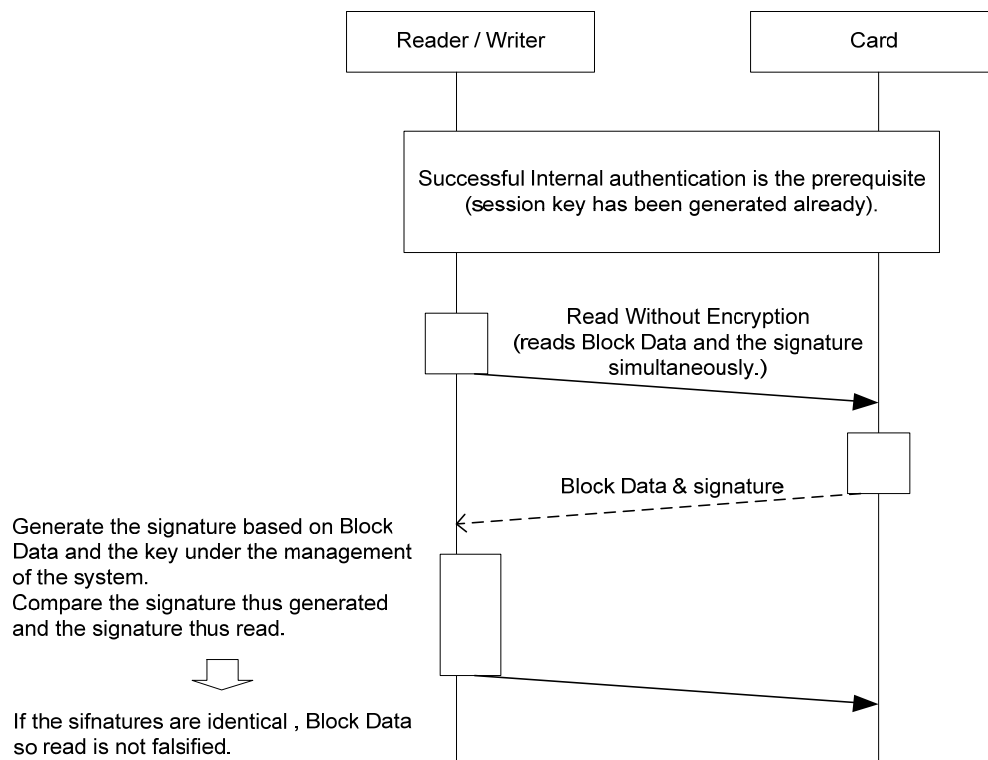 Reader / Writer
Card
Successful Internal authentication is the prerequisite
(session key has been generated already).
Read Without Encryption
(reads Block Data and the signature
simultaneously.)
Block Data & signature
Generate the signature based on Block
Data and the key under the management
of the system.
Compare the signature thus generated
and the signature thus read.
If the sifnatures are identical , Block Data
so read is not falsified.